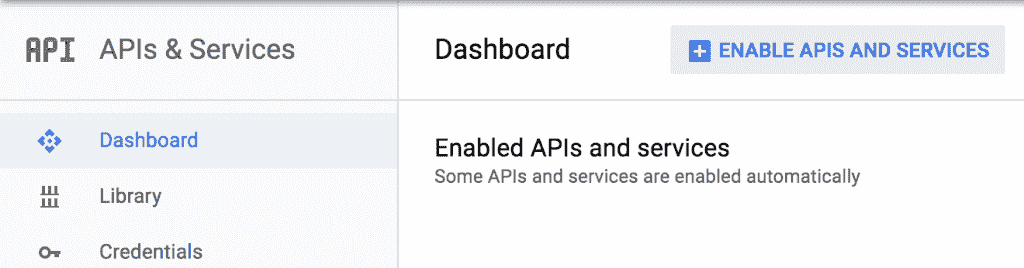 API APIs & Services
Dashboard
ENABLE APIS AND SERVICES
Dashboard
Library
Credentials
Enabled APIs and services
Some APIs and services are enabled automatically